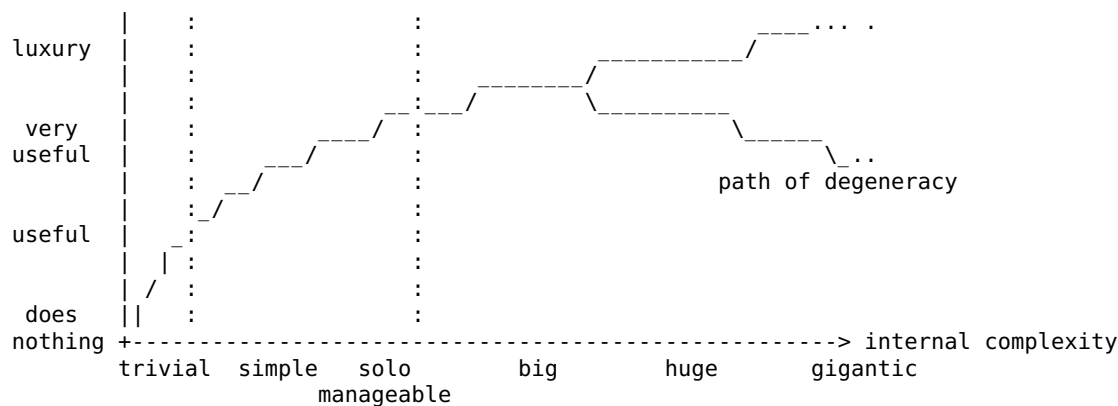 luxury
very
useful
path of degeneracy
useful
does
nothing
internal complexity
trivial simple solo big huge gigantic
manageable